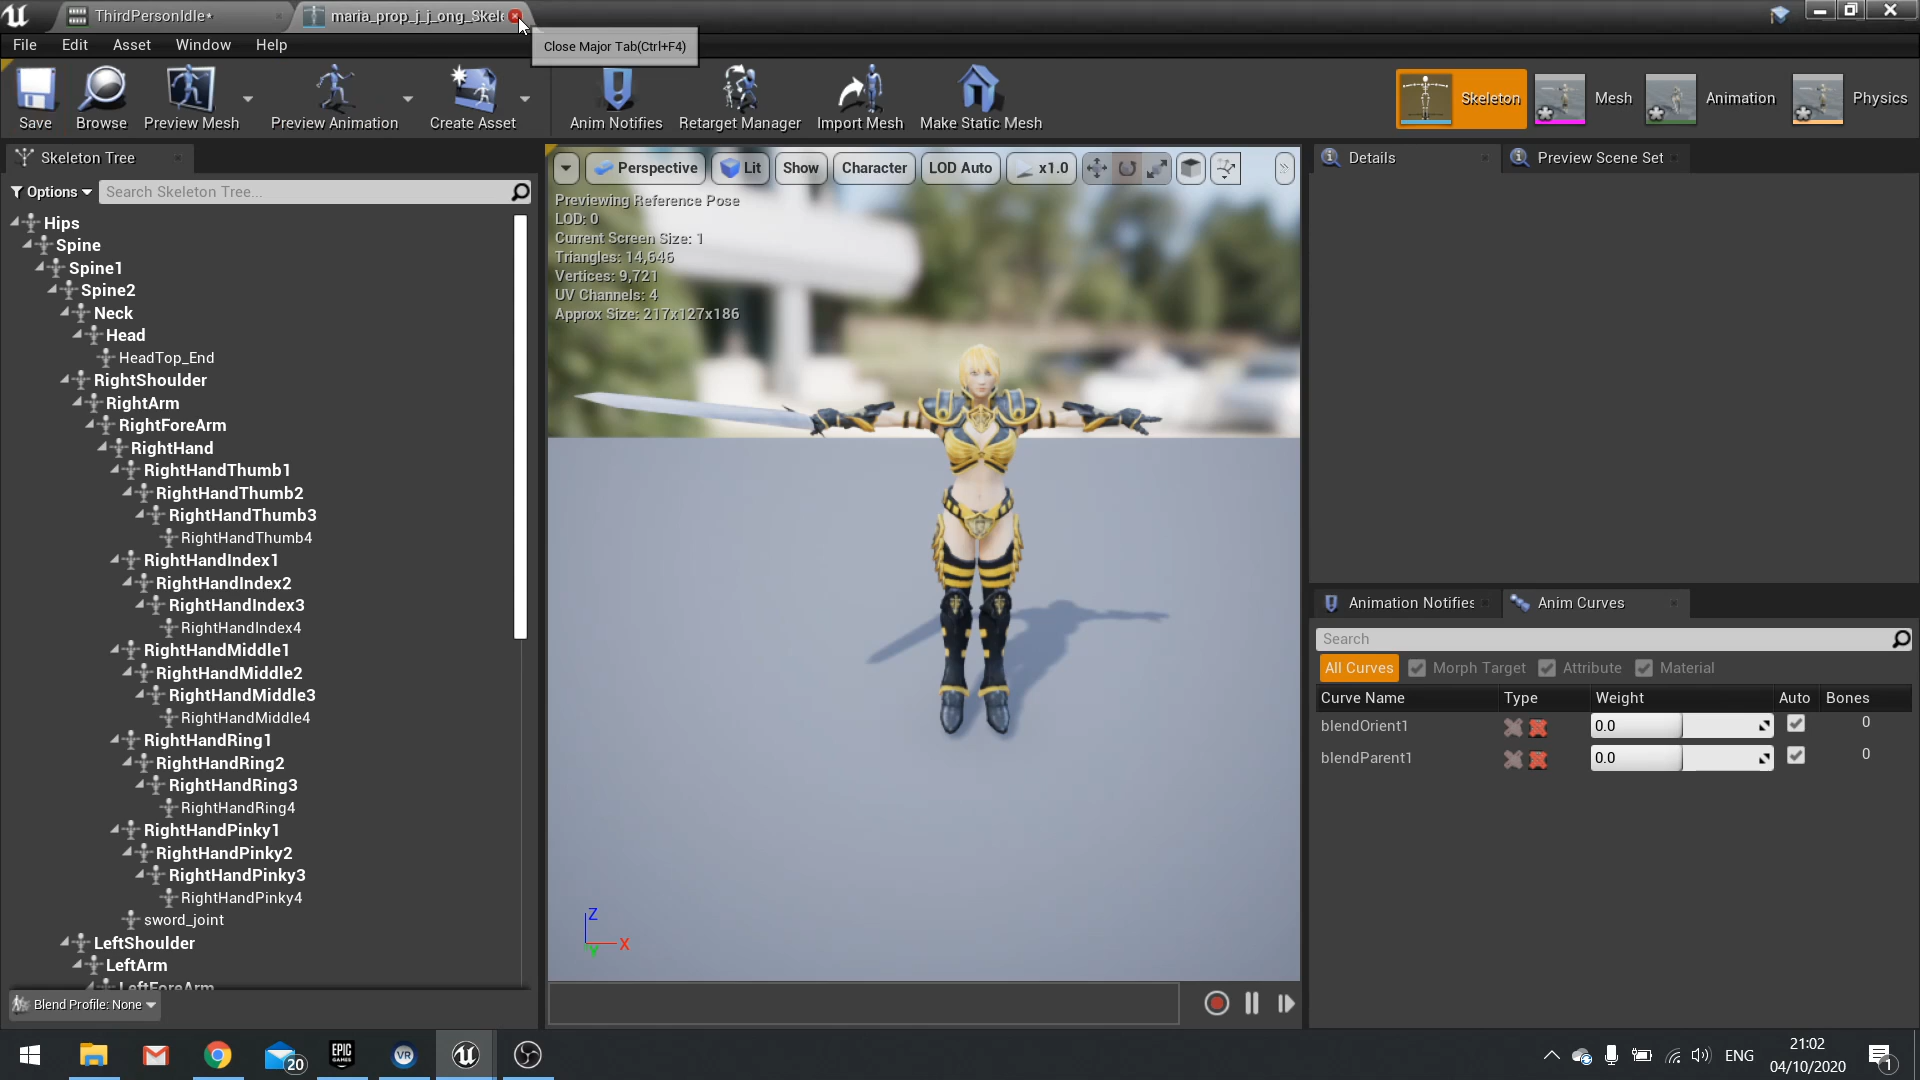 ThirdPersonIdle*
maria_prop_j_j_ong_Skele
Close Major Tab(Ctrl+F4)
File Edit Asset Window Help
Save
Browse
Preview Mesh
Preview Animation
Create Asset
Anim Notifies
Retarget Manager
Import Mesh
Make Static Mesh
Skeleton
Mesh
Animation
Physics
Skeleton Tree
Options
Search Skeleton Tree...
Hips
Spine
Spine1
Spine2
Neck
Head
HeadTop_End
RightShoulder
RightArm
RightForeArm
RightHand
RightHandThumb1
RightHandThumb2
RightHandThumb3
RightHandThumb4
RightHandIndex1
RightHandIndex2
RightHandIndex3
RightHandIndex4
RightHandMiddle1
RightHandMiddle2
RightHandMiddle3
RightHandMiddle4
RightHandRing1
RightHandRing2
RightHandRing3
RightHandRing4
RightHandPinky1
RightHandPinky2
RightHandPinky3
RightHandPinky4
sword_joint
LeftShoulder
LeftArm
LeftForeArm
Blend Profile: None
Perspective
Lit
Show
Character
LOD Auto
x1.0
Previewing Reference Pose
LOD: 0
Current Screen Size: 1
Triangles: 14,646
Vertices: 9,721
UV Channels: 4
Approx Size: 217x127x186
Z
X
Y
Details
Preview Scene Set
Animation Notifies
Anim Curves
Search
All Curves Morph Target Attribute Material
Curve Name Type Weight Auto Bones
blendOrient1 0.0 0
blendParent1 0.0 0
20
EPIC
GAMES
VR
ENG
21:02
04/10/2020
1